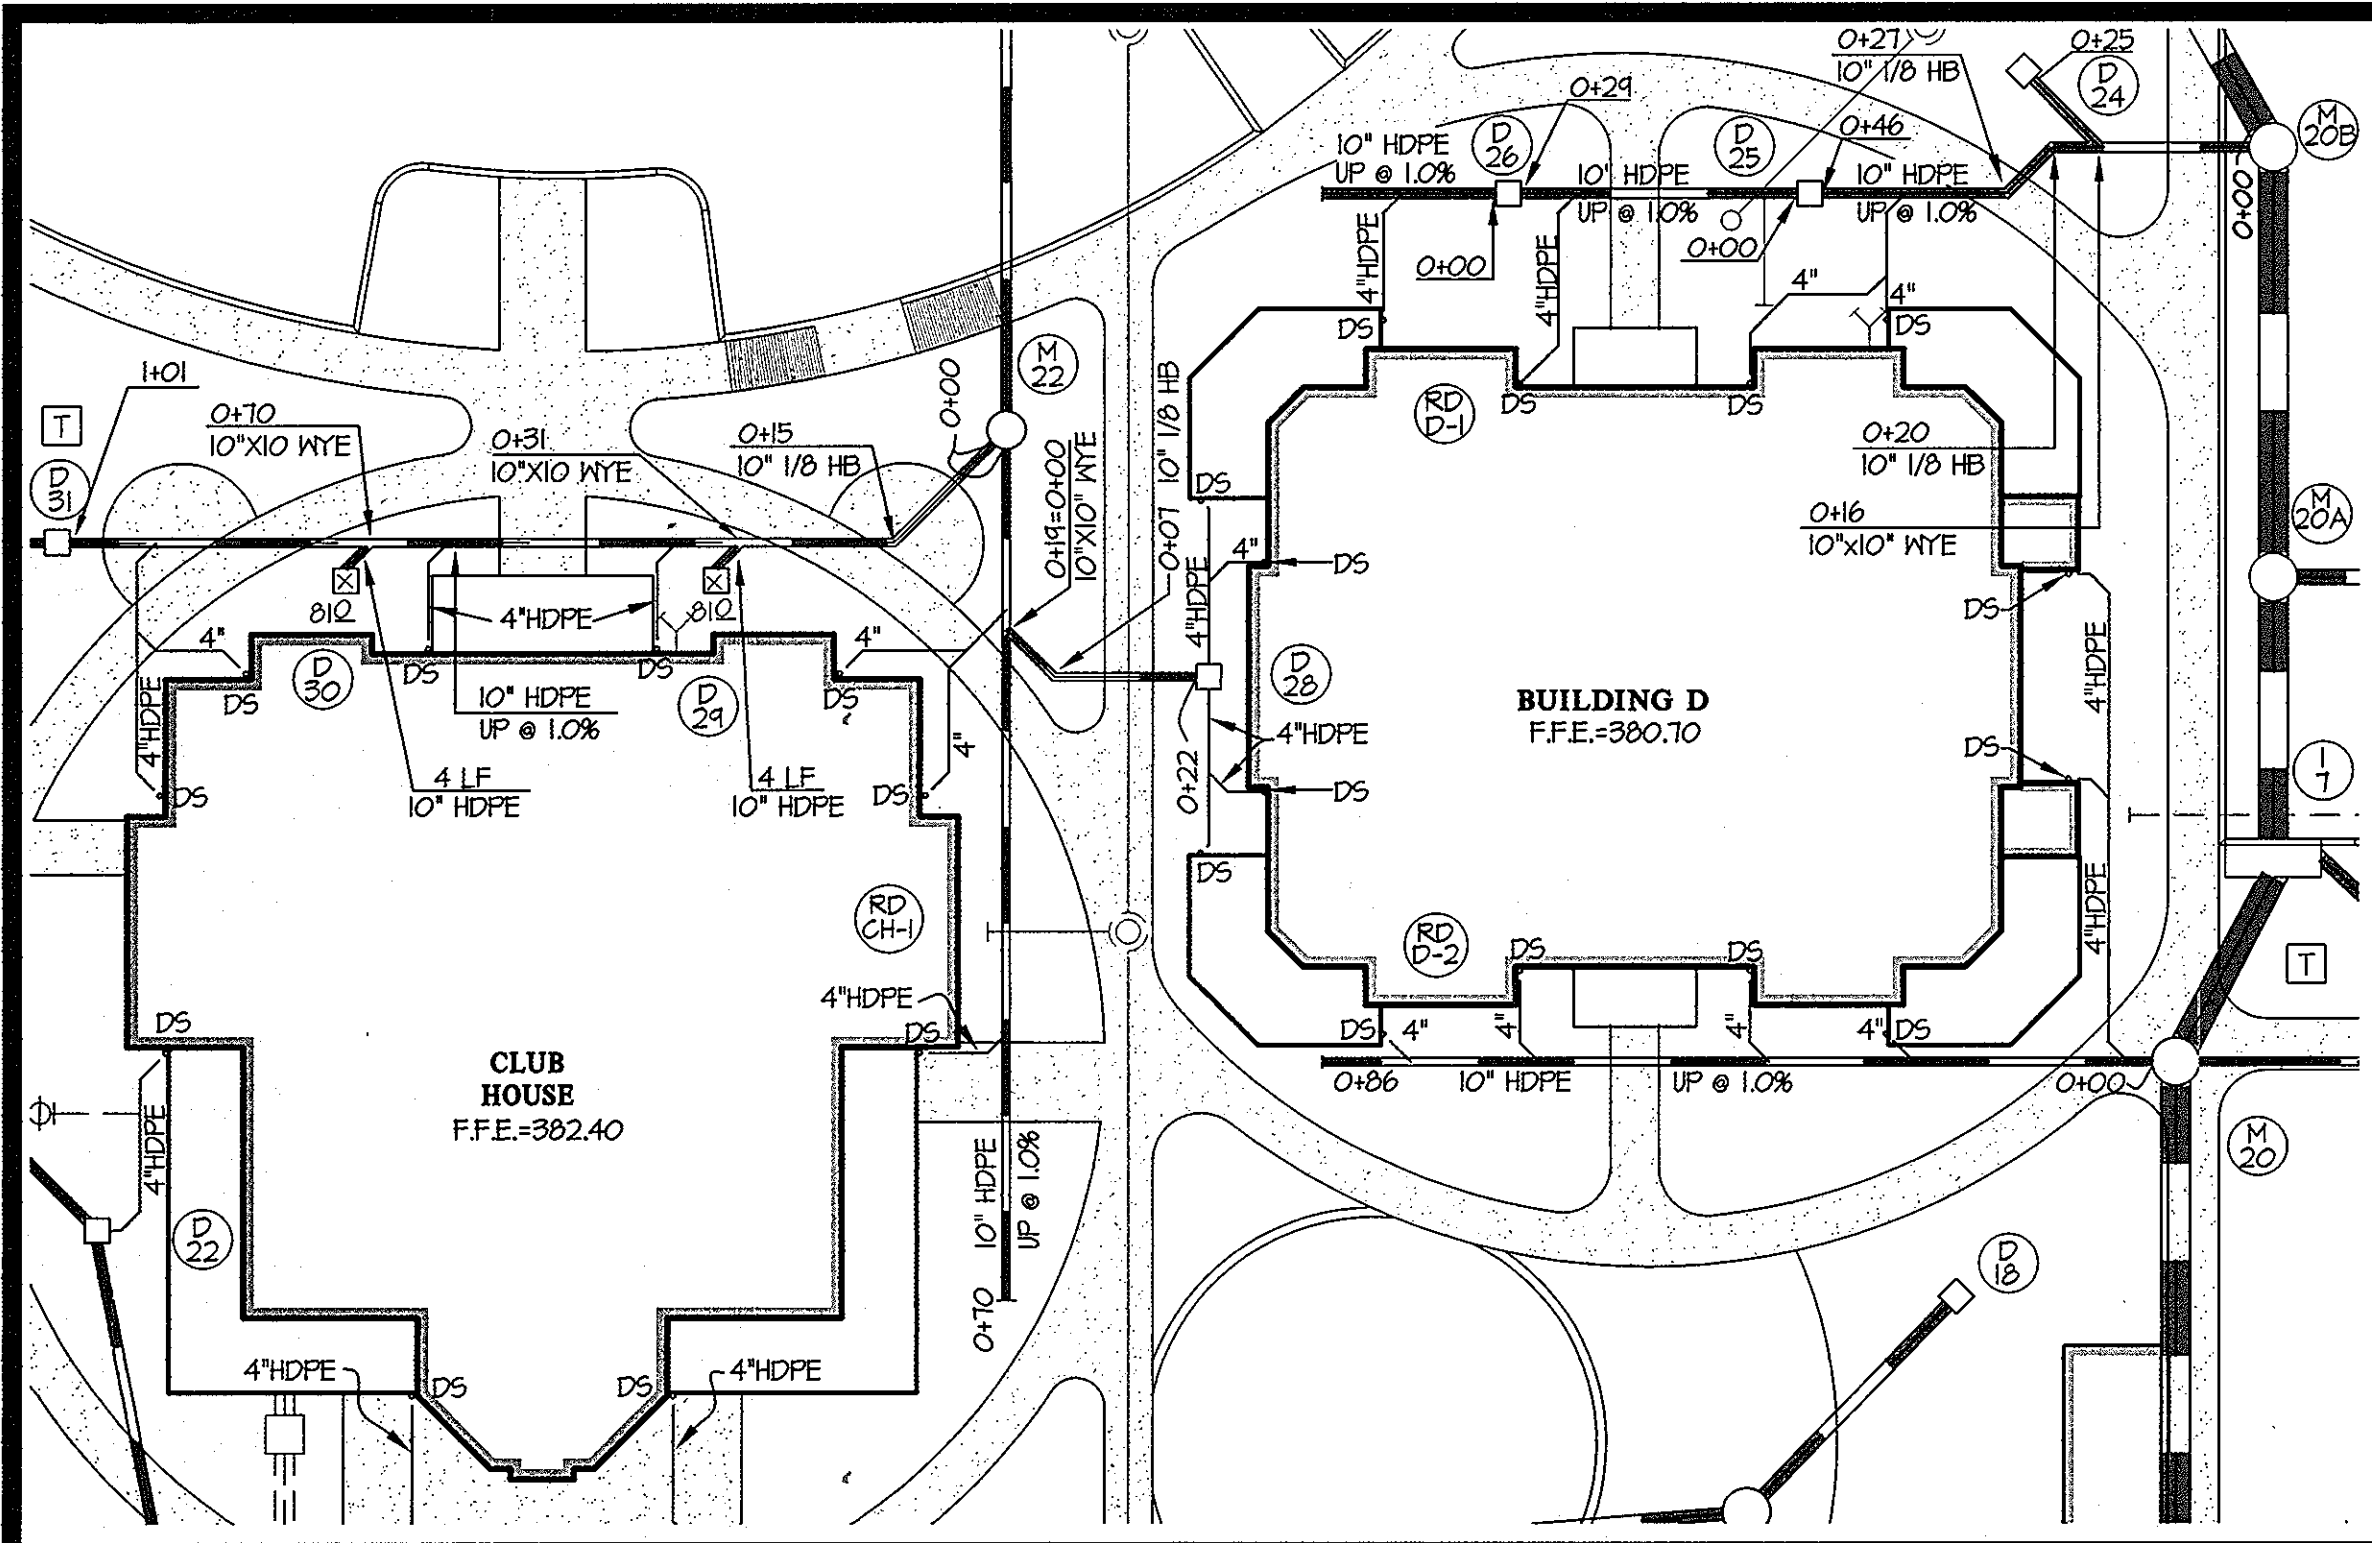 0+27
10" 1/8 HB
0+25
D
24
M
20B
0+29
10" HDPE
UP @ 1.0%
D
26
10' HDPE
UP @ 1.0%
D
25
0+46
10" HDPE
UP @ 1.0%
0+00
0+00
0+00
4"HDPE
4"HDPE
4"
4"
DS
DS
DS
DS
RD
D-1
1+01
T
D
31
0+70
10"X10 WYE
0+31
10"X10 WYE
0+15
10" 1/8 HB
0+00
M
22
0+19=0+00
10"X10" WYE
0+07 10" 1/8 HB
DS
4"
4"HDPE
DS
0+20
10" 1/8 HB
0+16
10"X10" WYE
M
20A
812
4"HDPE
812
4"
4"
DS
DS
DS
DS
D
30
D
29
10" HDPE
UP @ 1.0%
4"HDPE
DS
4 LF
10" HDPE
4 LF
10" HDPE
DS
4"
D
28
4"HDPE
0+22
DS
DS
BUILDING D
F.F.E.=380.70
DS
4"HDPE
DS
4"HDPE
I
7
T
RD
CH-1
RD
D-2
DS
DS
DS
4"
4"
4"
4"
DS
0+86
10" HDPE
UP @ 1.0%
0+00
M
20
4"HDPE
DS
DS
CLUB
HOUSE
F.F.E.=382.40
4"HDPE
D
22
10" HDPE
UP @ 1.0%
0+70
D
18
4"HDPE
DS
DS
4"HDPE